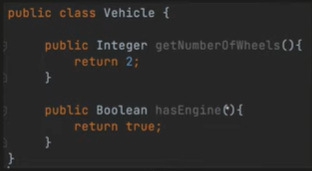 public class Vehicle {
public Integer getNumberOfWheels(){
return 2;
}
public Boolean hasEngine(){
return true;
}
}